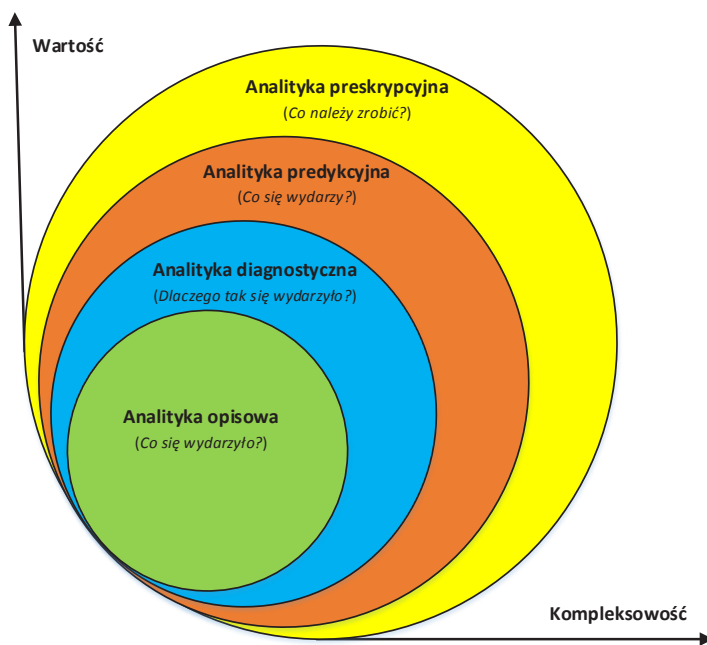 Wartość
Analityka preskrypcyjna
(Co należy zrobić?)
Analityka predykcyjna
(Co się wydarzy?)
Analityka diagnostyczna
(Dlaczego tak się wydarzyło?)
Analityka opisowa
(Co się wydarzyło?)
Kompleksowość